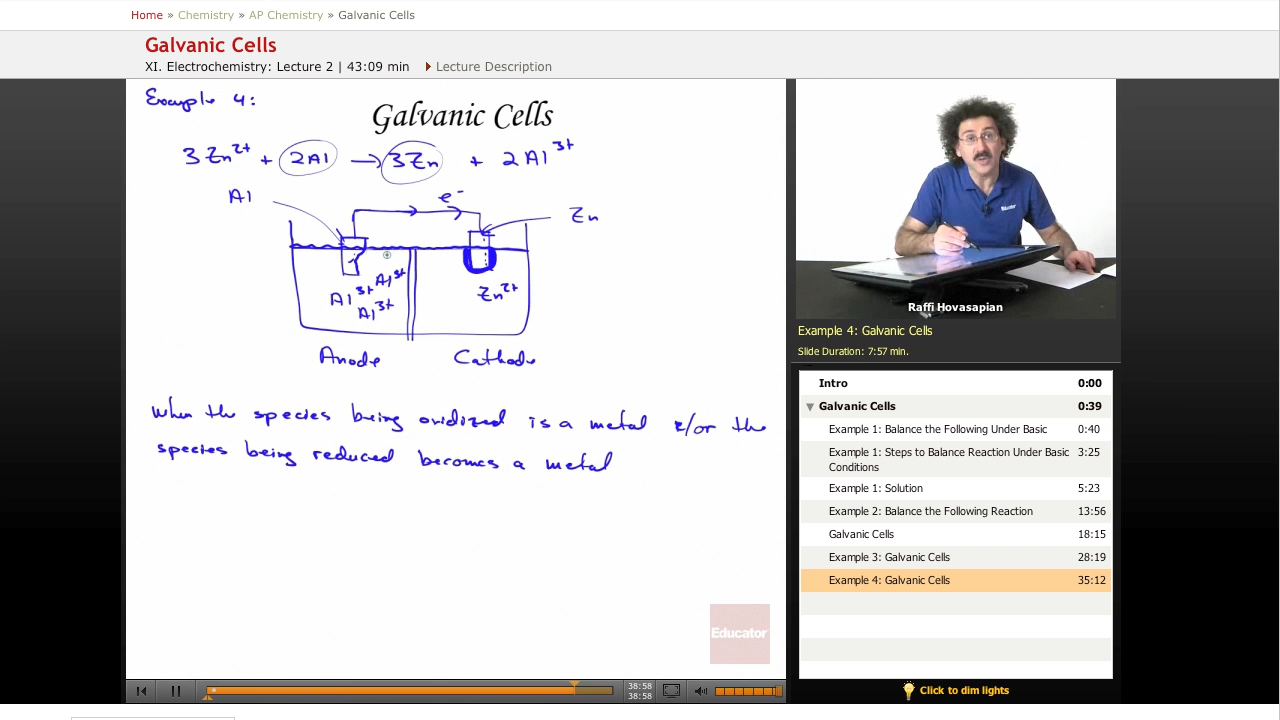 Home » Chemistry » AP Chemistry » Galvanic Cells
Galvanic Cells
XI. Electrochemistry: Lecture 2 | 43:09 min Lecture Description
Example 4:
Galvanic Cells
3Zn²⁺ + 2Al → 3Zn + 2Al³⁺
Al e⁻ Zn
Al³⁺ Al³⁺ Zn²⁺
Al³⁺
Anode Cathode
When the species being oxidized is a metal &/or the
species being reduced becomes a metal
Educator
38:58
38:58
Educator
Raffi Hovasapian
Example 4: Galvanic Cells
Slide Duration: 7:57 min.
Intro 0:00
Galvanic Cells 0:39
Example 1: Balance the Following Under Basic 0:40
Example 1: Steps to Balance Reaction Under Basic 3:25
Conditions
Example 1: Solution 5:23
Example 2: Balance the Following Reaction 13:56
Galvanic Cells 18:15
Example 3: Galvanic Cells 28:19
Example 4: Galvanic Cells 35:12
Click to dim lights